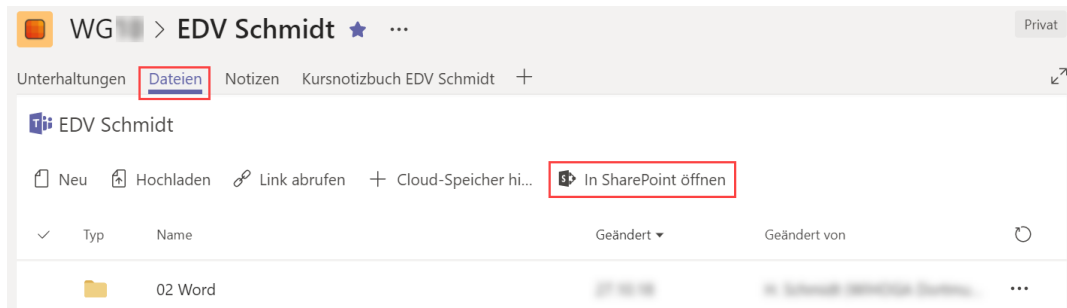 WG > EDV Schmidt ...
Privat
Unterhaltungen Dateien Notizen Kursnotizbuch EDV Schmidt +
EDV Schmidt
Neu Hochladen Link abrufen + Cloud-Speicher hi... In SharePoint öffnen
Typ Name Geändert Geändert von
02 Word ...